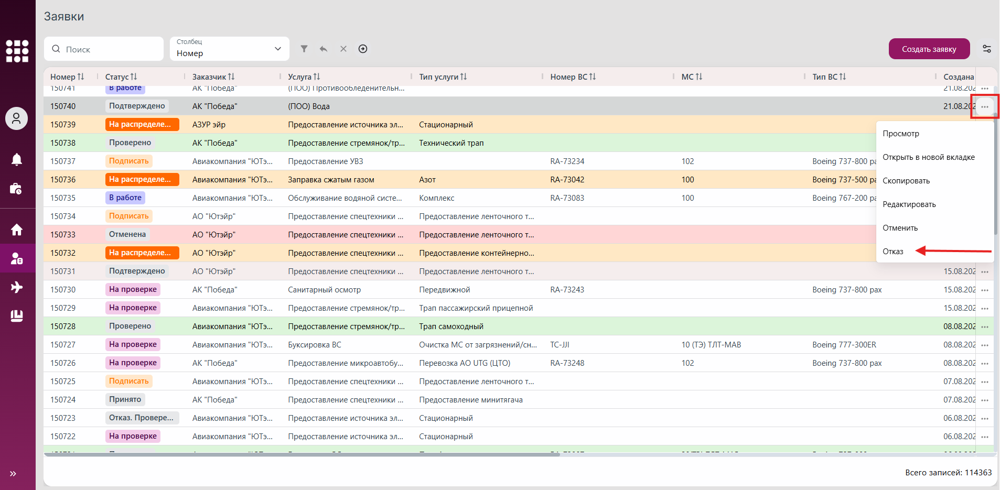 Заявки
Поиск
Столбец
Номер
Создать заявку
Номер Статус Заказчик Услуга Тип услуги Номер ВС МС Тип ВС Создана
150741 В работе АК "Победа" (ПОО) Противообледенительн... 21.08.202
150740 Подтверждено АК "Победа" (ПОО) Вода 21.08.202
150739 На распределе... АЗУР эйр Предоставление источника эл... Стационарный
150738 Проверено АК "Победа" Предоставление стремянок/тр... Технический трап
150737 Подписать Авиакомпания "ЮТэ... Предоставление УВЗ RA-73234 102 Boeing 737-800 pa
150736 На распределе... Авиакомпания "ЮТэ... Заправка сжатым газом Азот RA-73042 100 Boeing 737-500 pa
150735 В работе Авиакомпания "ЮТэ... Обслуживание водяной систе... Комплекс RA-73083 100 Boeing 767-200 pa
150734 Подписать АО "Ютэйр" Предоставление спецтехники ... Предоставление ленточного т...
150733 Отменена АО "Ютэйр" Предоставление спецтехники ... Предоставление ленточного т...
150732 На распределе... АО "Ютэйр" Предоставление спецтехники ... Предоставление контейнерно...
150731 Подтверждено АО "Ютэйр" Предоставление спецтехники ... Предоставление ленточного т... 15.08.202
150730 На проверке АК "Победа" Санитарный осмотр Передвижной RA-73243 Boeing 737-800 pax 15.08.202
150729 На проверке Авиакомпания "ЮТэ... Предоставление стремянок/тр... Трап пассажирский прицепной 15.08.202
150728 Проверено Авиакомпания "ЮТэ... Предоставление стремянок/тр... Трап самоходный 08.08.202
150727 На проверке Авиакомпания "ЮТэ... Буксировка ВС Очистка МС от загрязнений/сн... TC-JJI 10 (ТЭ) ТЛТ-МАВ Boeing 777-300ER 08.08.202
150726 На проверке АК "Победа" Предоставление микроавтобу... Перевозка АО UTG (ЦТО) RA-73248 102 Boeing 737-800 pax 08.08.202
150725 Подписать Авиакомпания "ЮТэ... Предоставление спецтехники ... Предоставление ленточного т... 07.08.202
150724 Принято АК "Победа" Предоставление спецтехники ... Предоставление минитягача 07.08.202
150723 Отказ. Провере... Авиакомпания "ЮТэ... Предоставление источника эл... Стационарный 06.08.202
150722 На проверке Авиакомпания "ЮТэ... Предоставление источника эл... Стационарный 06.08.202
Просмотр
Открыть в новой вкладке
Скопировать
Редактировать
Отменить
Отказ
Всего записей: 114363